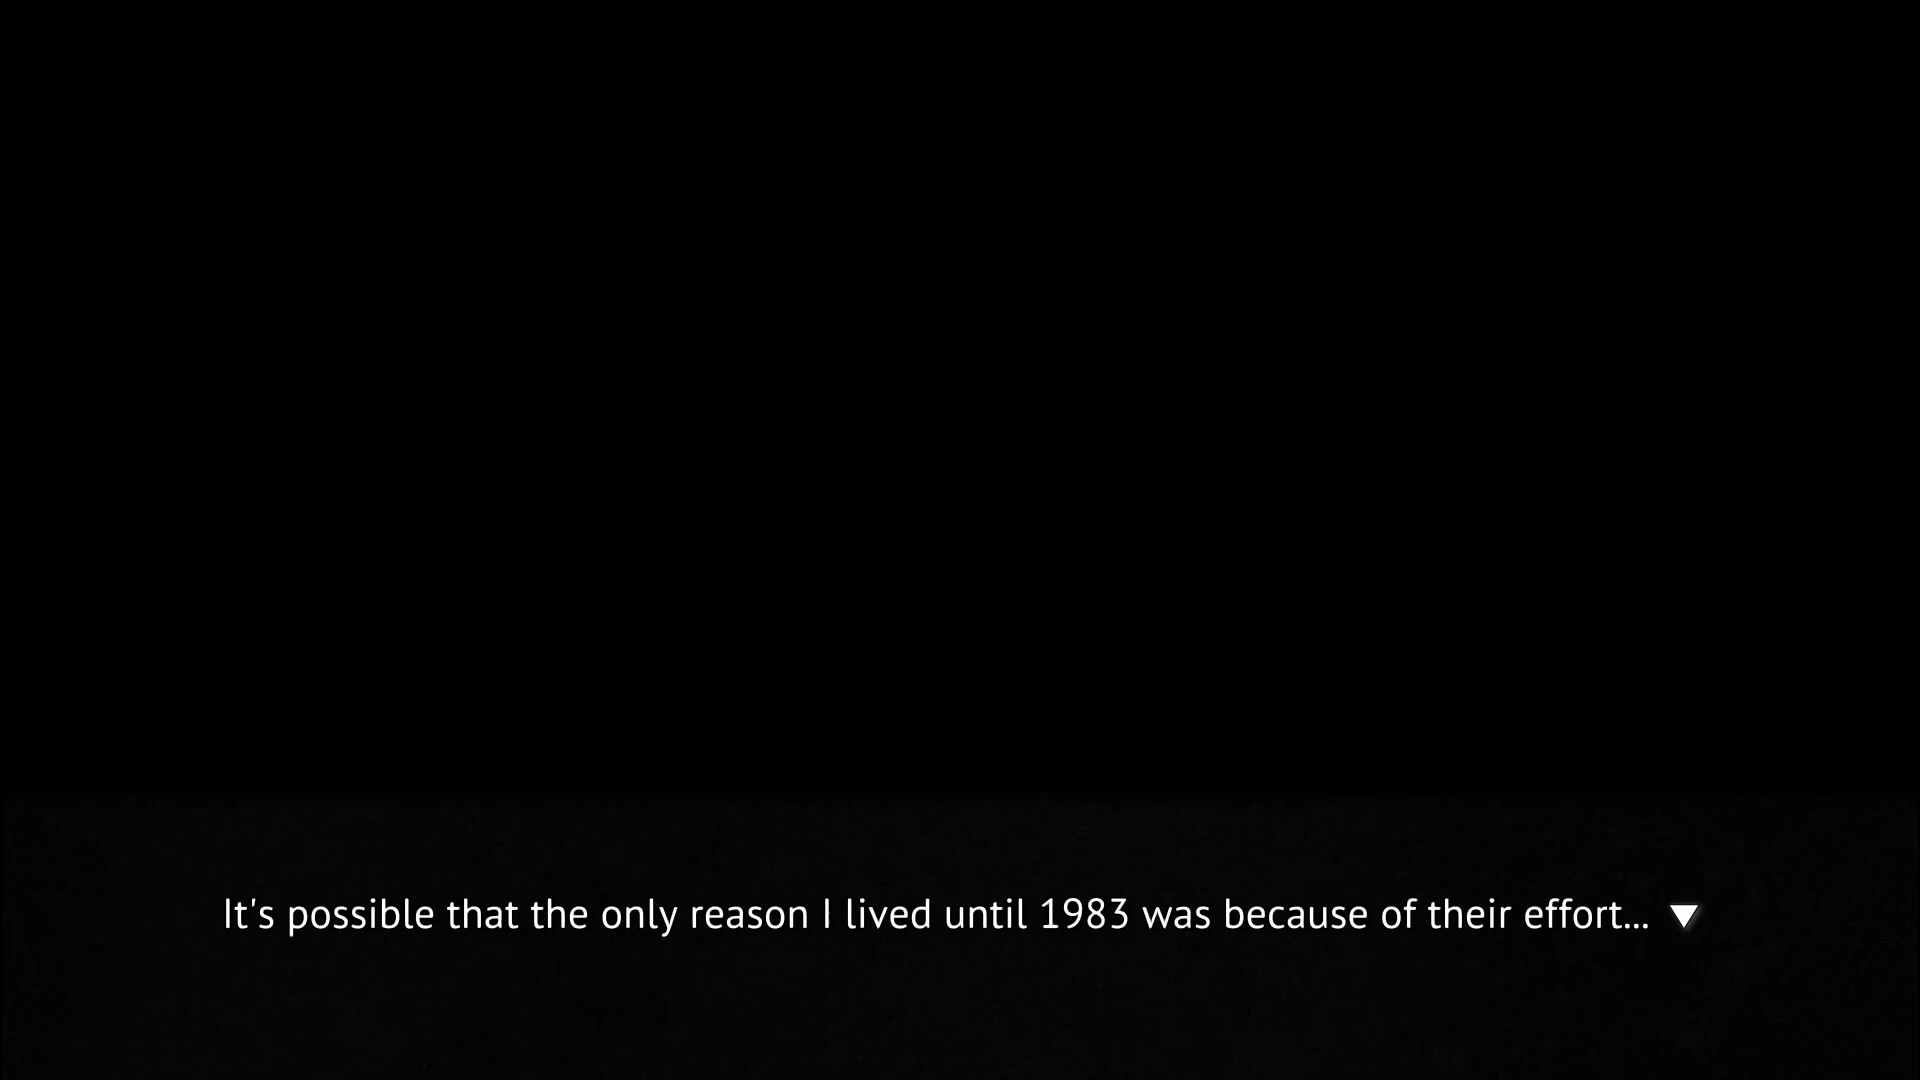 It's possible that the only reason I lived until 1983 was because of their effort...